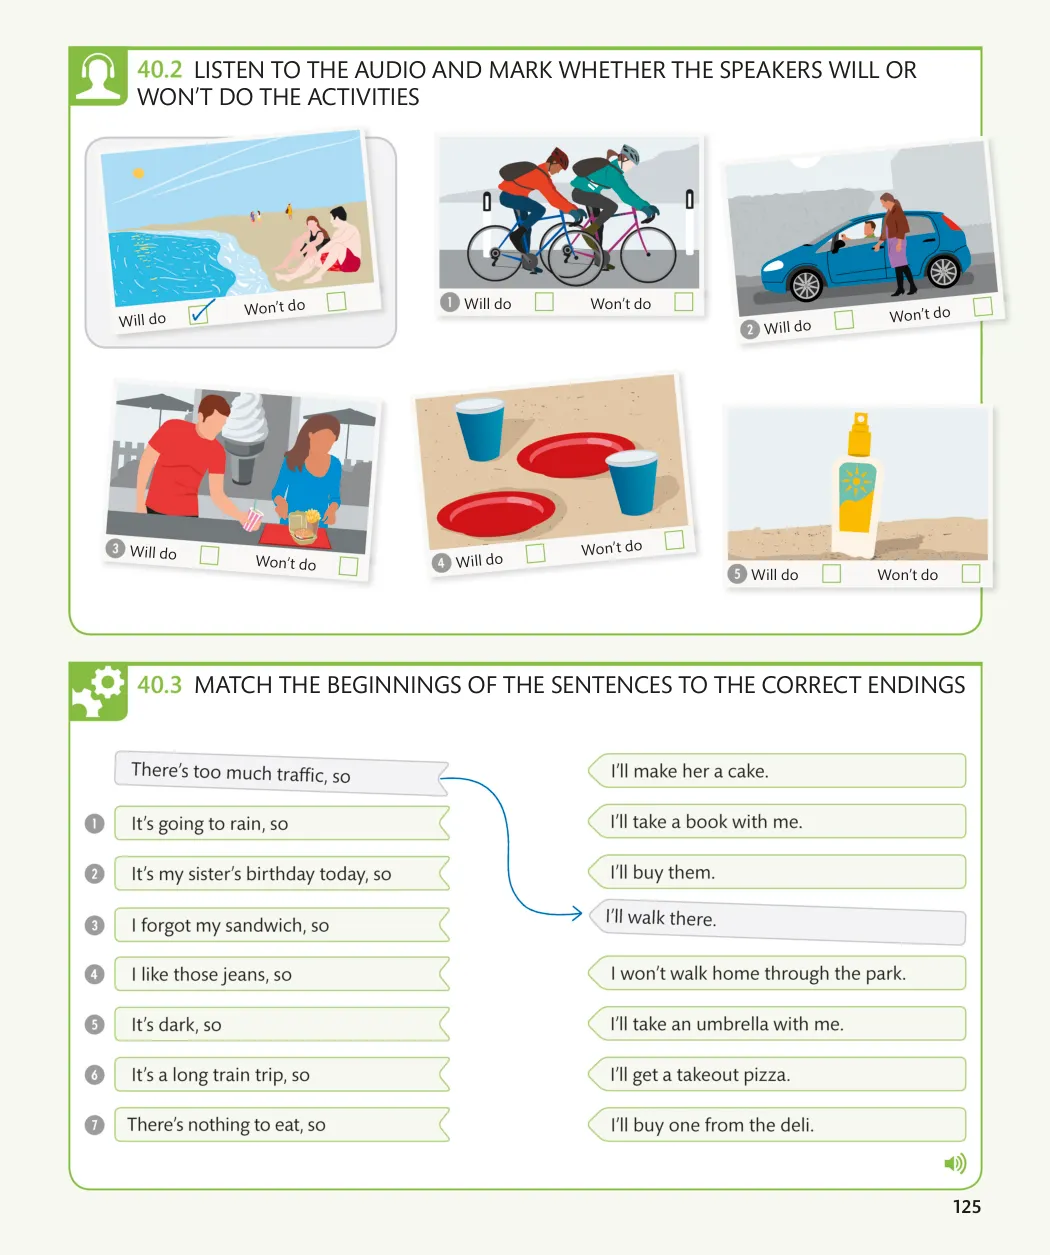 40.2 LISTEN TO THE AUDIO AND MARK WHETHER THE SPEAKERS WILL OR
WON'T DO THE ACTIVITIES
Will do Won't do
1 Will do Won't do
2 Will do Won't do
3 Will do Won't do
4 Will do Won't do
5 Will do Won't do
40.3 MATCH THE BEGINNINGS OF THE SENTENCES TO THE CORRECT ENDINGS
There's too much traffic, so
I'll make her a cake.
1 It's going to rain, so
I'll take a book with me.
2 It's my sister's birthday today, so
I'll buy them.
3 I forgot my sandwich, so
I'll walk there.
4 I like those jeans, so
I won't walk home through the park.
5 It's dark, so
I'll take an umbrella with me.
6 It's a long train trip, so
I'll get a takeout pizza.
7 There's nothing to eat, so
I'll buy one from the deli.
125